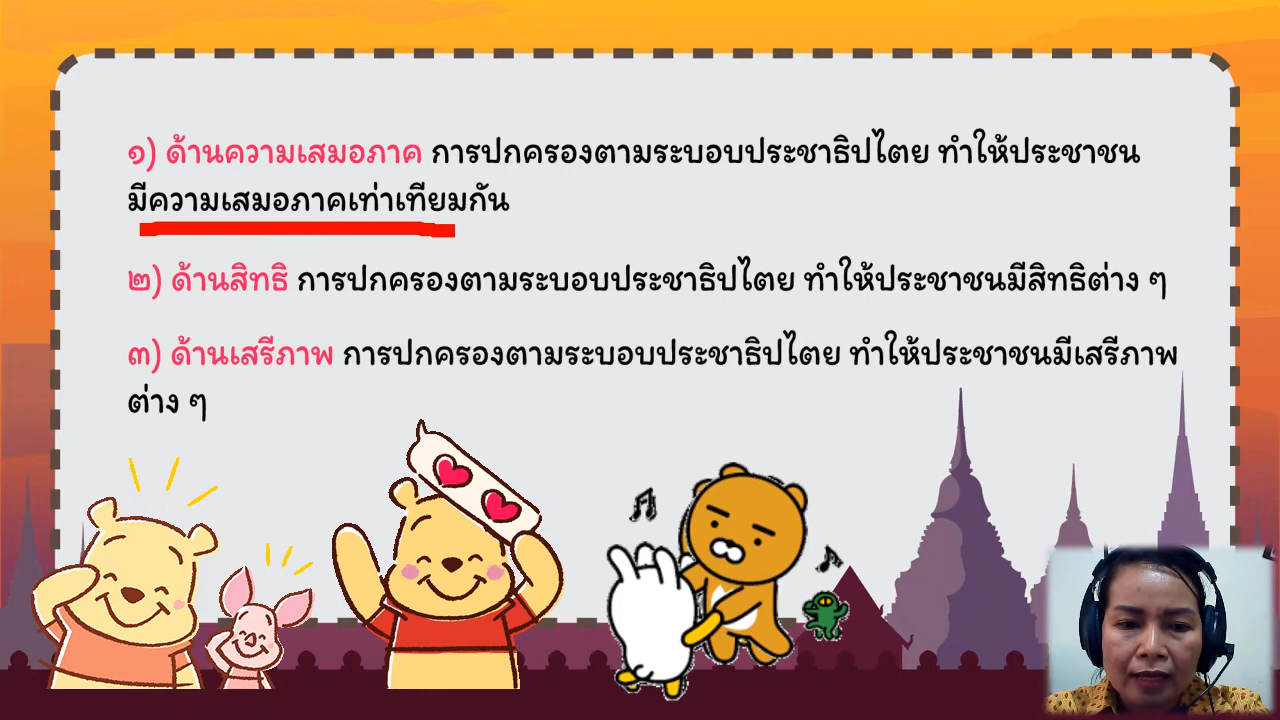 ๑) ด้านความเสมอภาค การปกครองตามระบอบประชาธิปไตย ทำให้ประชาชน
มีความเสมอภาคเท่าเทียมกัน
๒) ด้านสิทธิ การปกครองตามระบอบประชาธิปไตย ทำให้ประชาชนมีสิทธิต่าง ๆ
๓) ด้านเสรีภาพ การปกครองตามระบอบประชาธิปไตย ทำให้ประชาชนมีเสรีภาพ
ต่าง ๆ